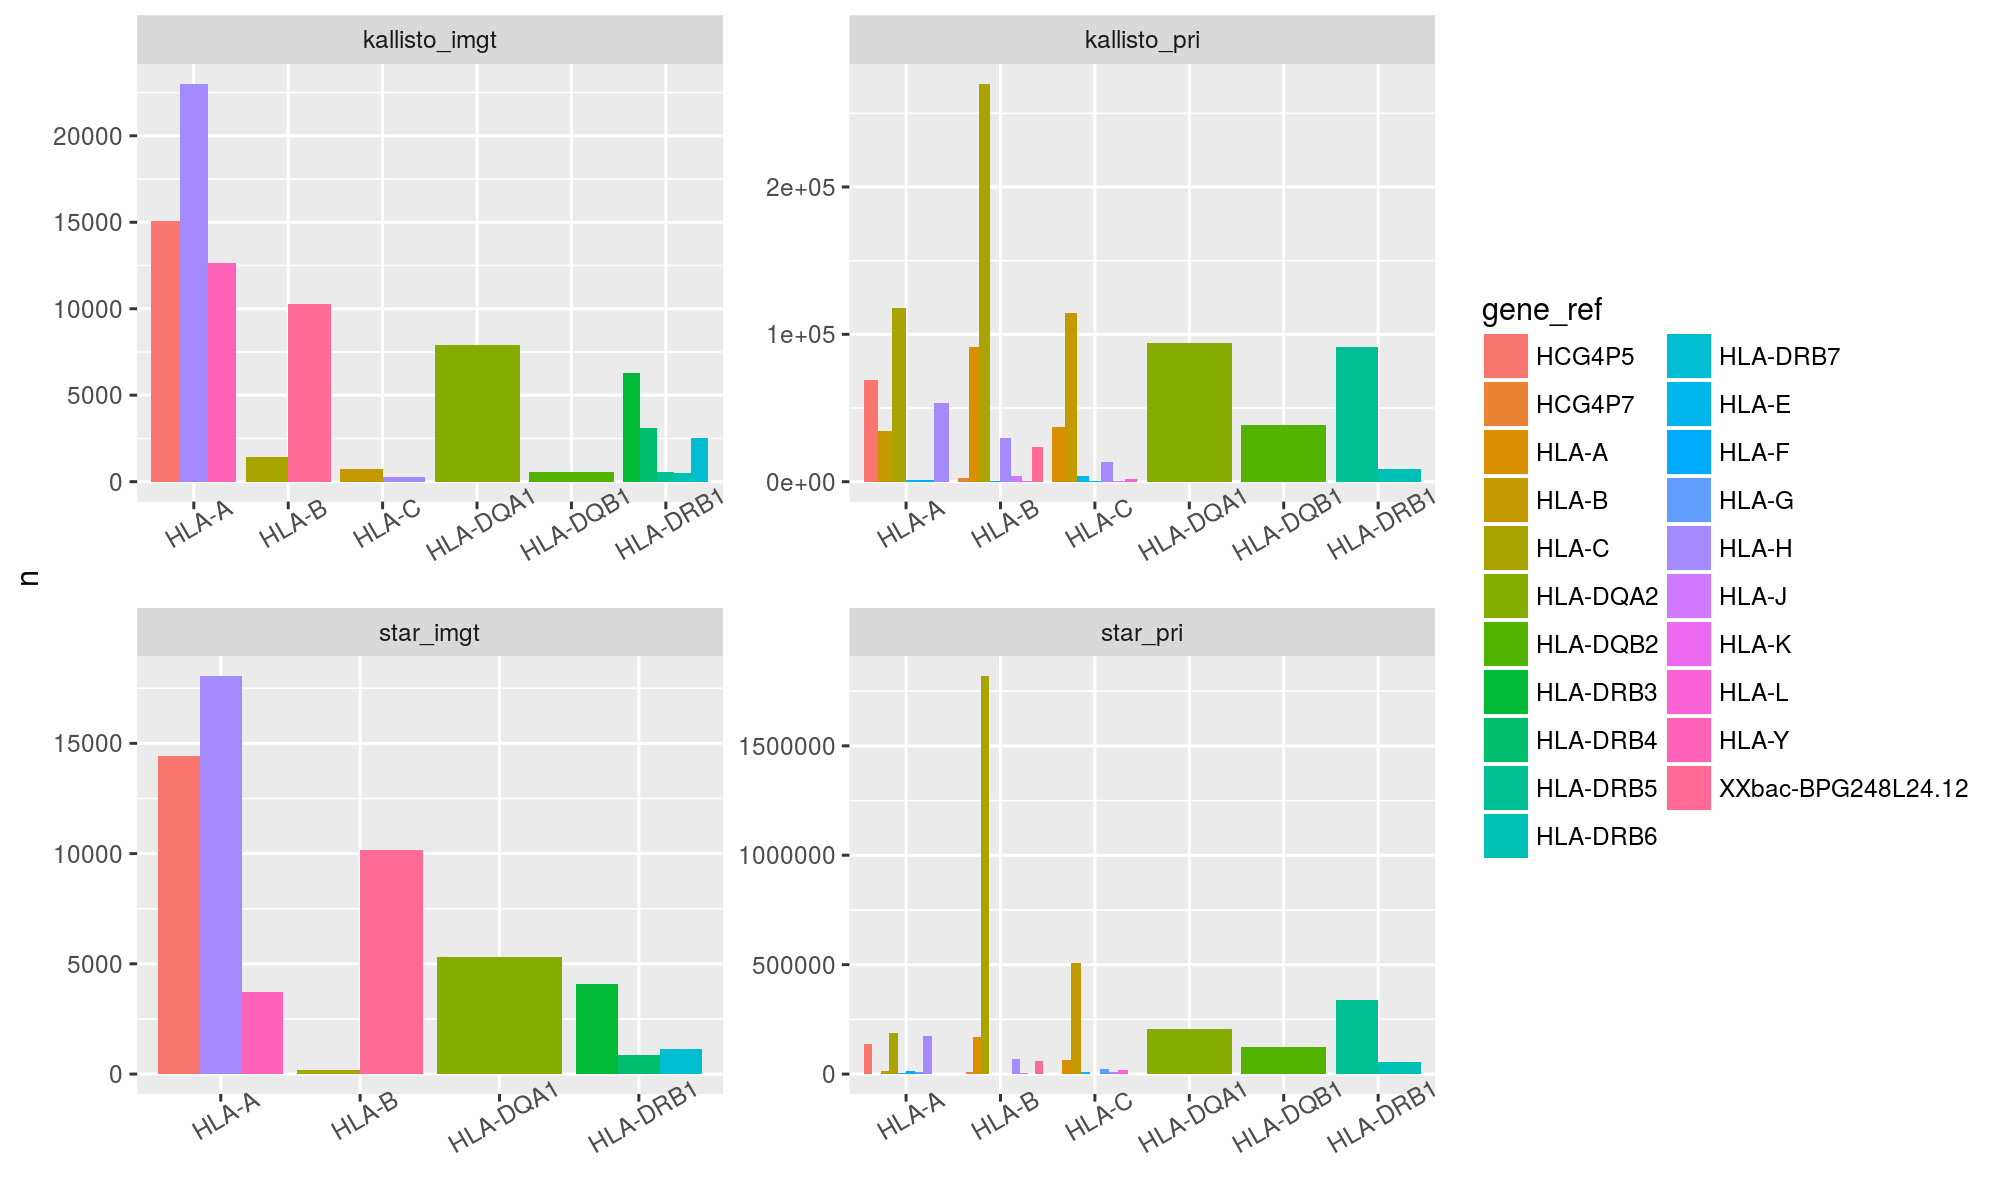 kallisto_imgt
kallisto_pri
20000
15000
10000
5000
0
2e+05
1e+05
0e+00
HLA-A
HLA-B
HLA-C
HLA-DQA1
HLA-DQB1
HLA-DRB1
HLA-A
HLA-B
HLA-C
HLA-DQA1
HLA-DQB1
HLA-DRB1
n
star_imgt
star_pri
15000
10000
5000
0
1500000
1000000
500000
0
HLA-A
HLA-B
HLA-DQA1
HLA-DRB1
HLA-A
HLA-B
HLA-C
HLA-DQA1
HLA-DQB1
HLA-DRB1
gene_ref
HCG4P5
HCG4P7
HLA-A
HLA-B
HLA-C
HLA-DQA2
HLA-DQB2
HLA-DRB3
HLA-DRB4
HLA-DRB5
HLA-DRB6
HLA-DRB7
HLA-E
HLA-F
HLA-G
HLA-H
HLA-J
HLA-K
HLA-L
HLA-Y
XXbac-BPG248L24.12